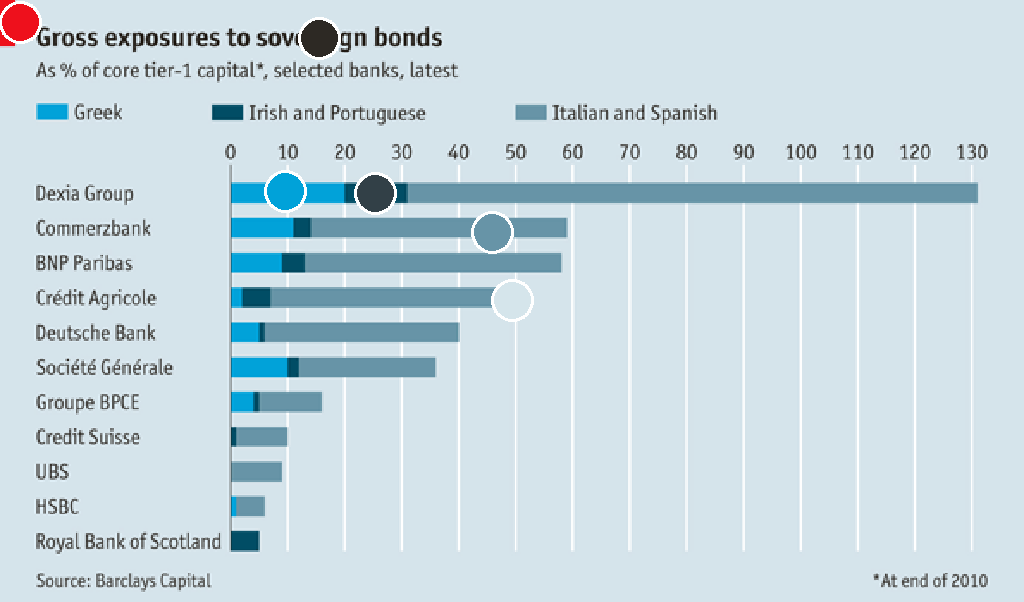 Gross exposures to sove gn bonds
As % of core tier-1 capital*, selected banks, latest
Greek
Irish and Portuguese
Italian and Spanish
0 10 20 30 40 50 60 70 80 90 100 110 120 130
Dexia Group
Commerzbank
BNP Paribas
Crédit Agricole
Deutsche Bank
Société Générale
Groupe BPCE
Credit Suisse
UBS
HSBC
Royal Bank of Scotland
Source: Barclays Capital
*At end of 2010